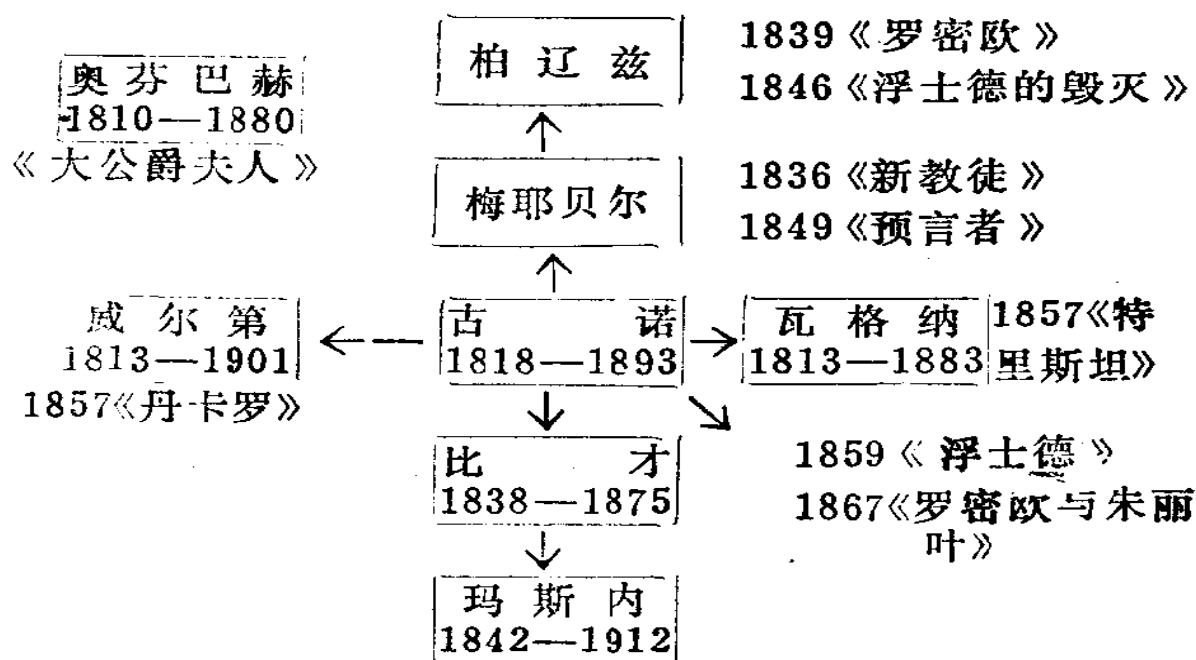 柏辽兹
1839《罗密欧》
1846《浮士德的毁灭》
奥芬巴赫
1810—1880
《大公爵夫人》
梅耶贝尔
1836《新教徒》
1849《预言者》
威尔第
1813—1901
1857《丹卡罗》
古诺
1818—1893
瓦格纳
1813—1883
1857《特
里斯坦》
比才
1838—1875
1859《浮士德》
1867《罗密欧与朱丽
叶》
玛斯内
1842—1912